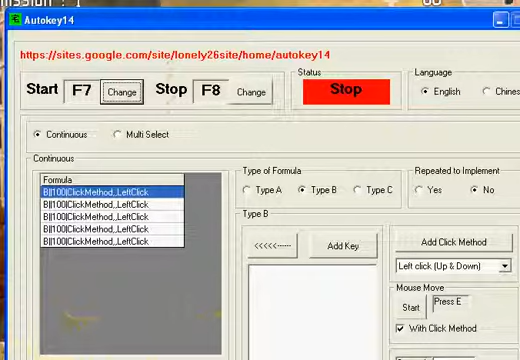 mission : 1
Autokey14
https://sites.google.com/site/lonely26site/home/autokey14
Start F7 Change Stop F8 Change
Status
Stop
Language
English
Continuous Multi Select
Continuous
Formula
B|100|ClickMethod,,LeftClick
B|100|ClickMethod,,LeftClick
B|100|ClickMethod,,LeftClick
B|100|ClickMethod,,LeftClick
B|100|ClickMethod,,LeftClick
Type of Formula
Type A Type B Type C
Repeated to Implement
Yes No
Type B
<<<<<------ Add Key
Add Click Method
Left click (Up & Down)
Mouse Move
Start Press E
With Click Method